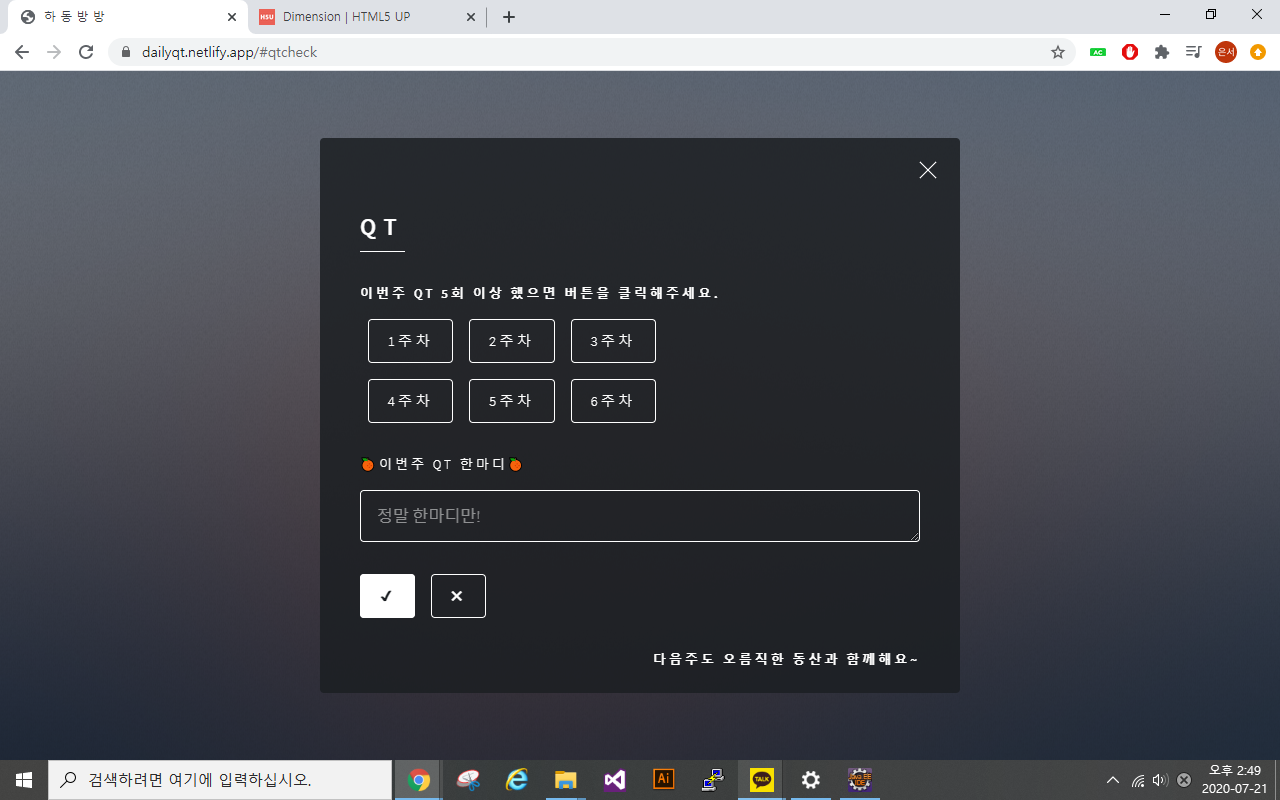 하 동 방 방
HSU
Dimension | HTML5 UP
dailyqt.netlify.app/#qtcheck
AC
은서
QT
이번주 QT 5회 이상 했으면 버튼을 클릭해주세요.
1주차 2주차 3주차
4주차 5주차 6주차
🍊이번주 QT 한마디🍊
정말 한마디만!
다음주도 오름직한 동산과 함께해요~
검색하려면 여기에 입력하십시오.
Ai
TALK
오후 2:49
2020-07-21